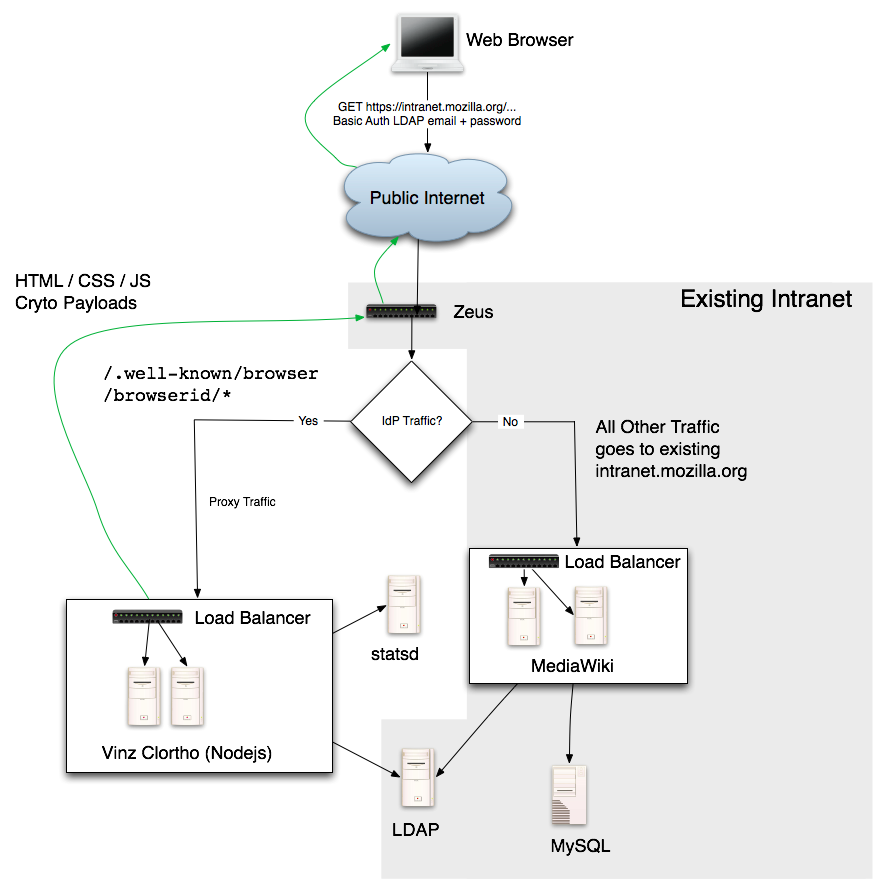 Web Browser
GET https://intranet.mozilla.org/...
Basic Auth LDAP email + password
Public Internet
HTML / CSS / JS
Cryto Payloads
Existing Intranet
Zeus
/.well-known/browser
/browserid/*
Yes
IdP Traffic?
No
All Other Traffic
goes to existing
intranet.mozilla.org
Proxy Traffic
Load Balancer
MediaWiki
Load Balancer
Vinz Clortho (Nodejs)
statsd
LDAP
MySQL